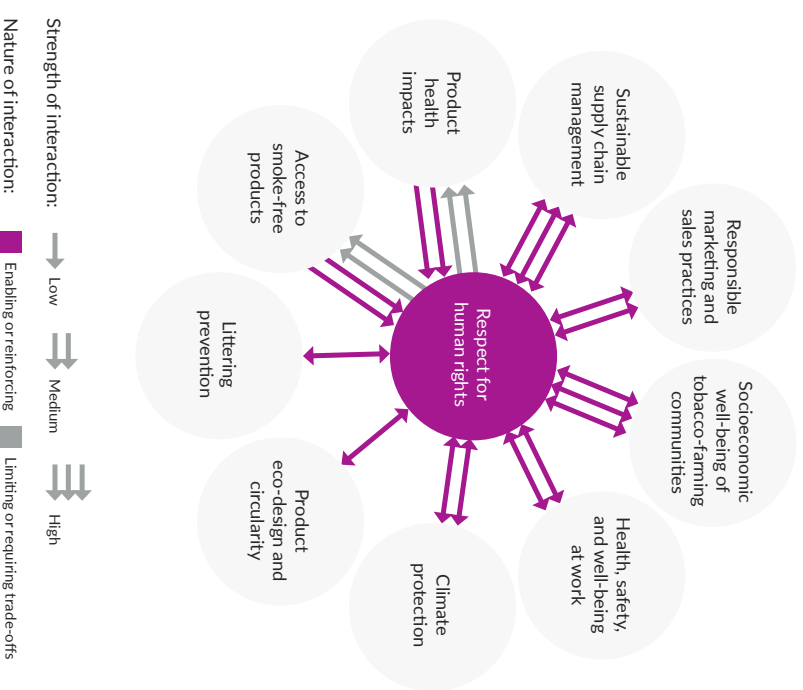 Product
health
impacts
Sustainable
supply chain
management
Responsible
marketing and
sales practices
Socioeconomic
well-being of
tobacco-farming
communities
Health, safety,
and well-being
at work
Climate
protection
Product
eco-design and
circularity
Littering
prevention
Access to
smoke-free
products
Respect for
human rights
Strength of interaction:
Low
Medium
High
Nature of interaction:
Enabling or reinforcing
Limiting or requiring trade-offs